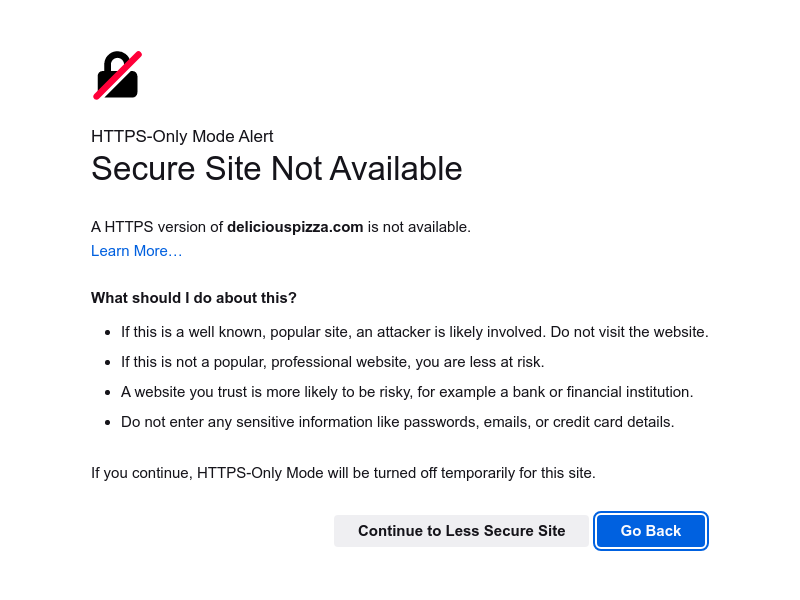 HTTPS-Only Mode Alert
Secure Site Not Available
A HTTPS version of deliciouspizza.com is not available.
Learn More…
What should I do about this?
• If this is a well known, popular site, an attacker is likely involved. Do not visit the website.
• If this is not a popular, professional website, you are less at risk.
• A website you trust is more likely to be risky, for example a bank or financial institution.
• Do not enter any sensitive information like passwords, emails, or credit card details.
If you continue, HTTPS-Only Mode will be turned off temporarily for this site.
Continue to Less Secure Site
Go Back